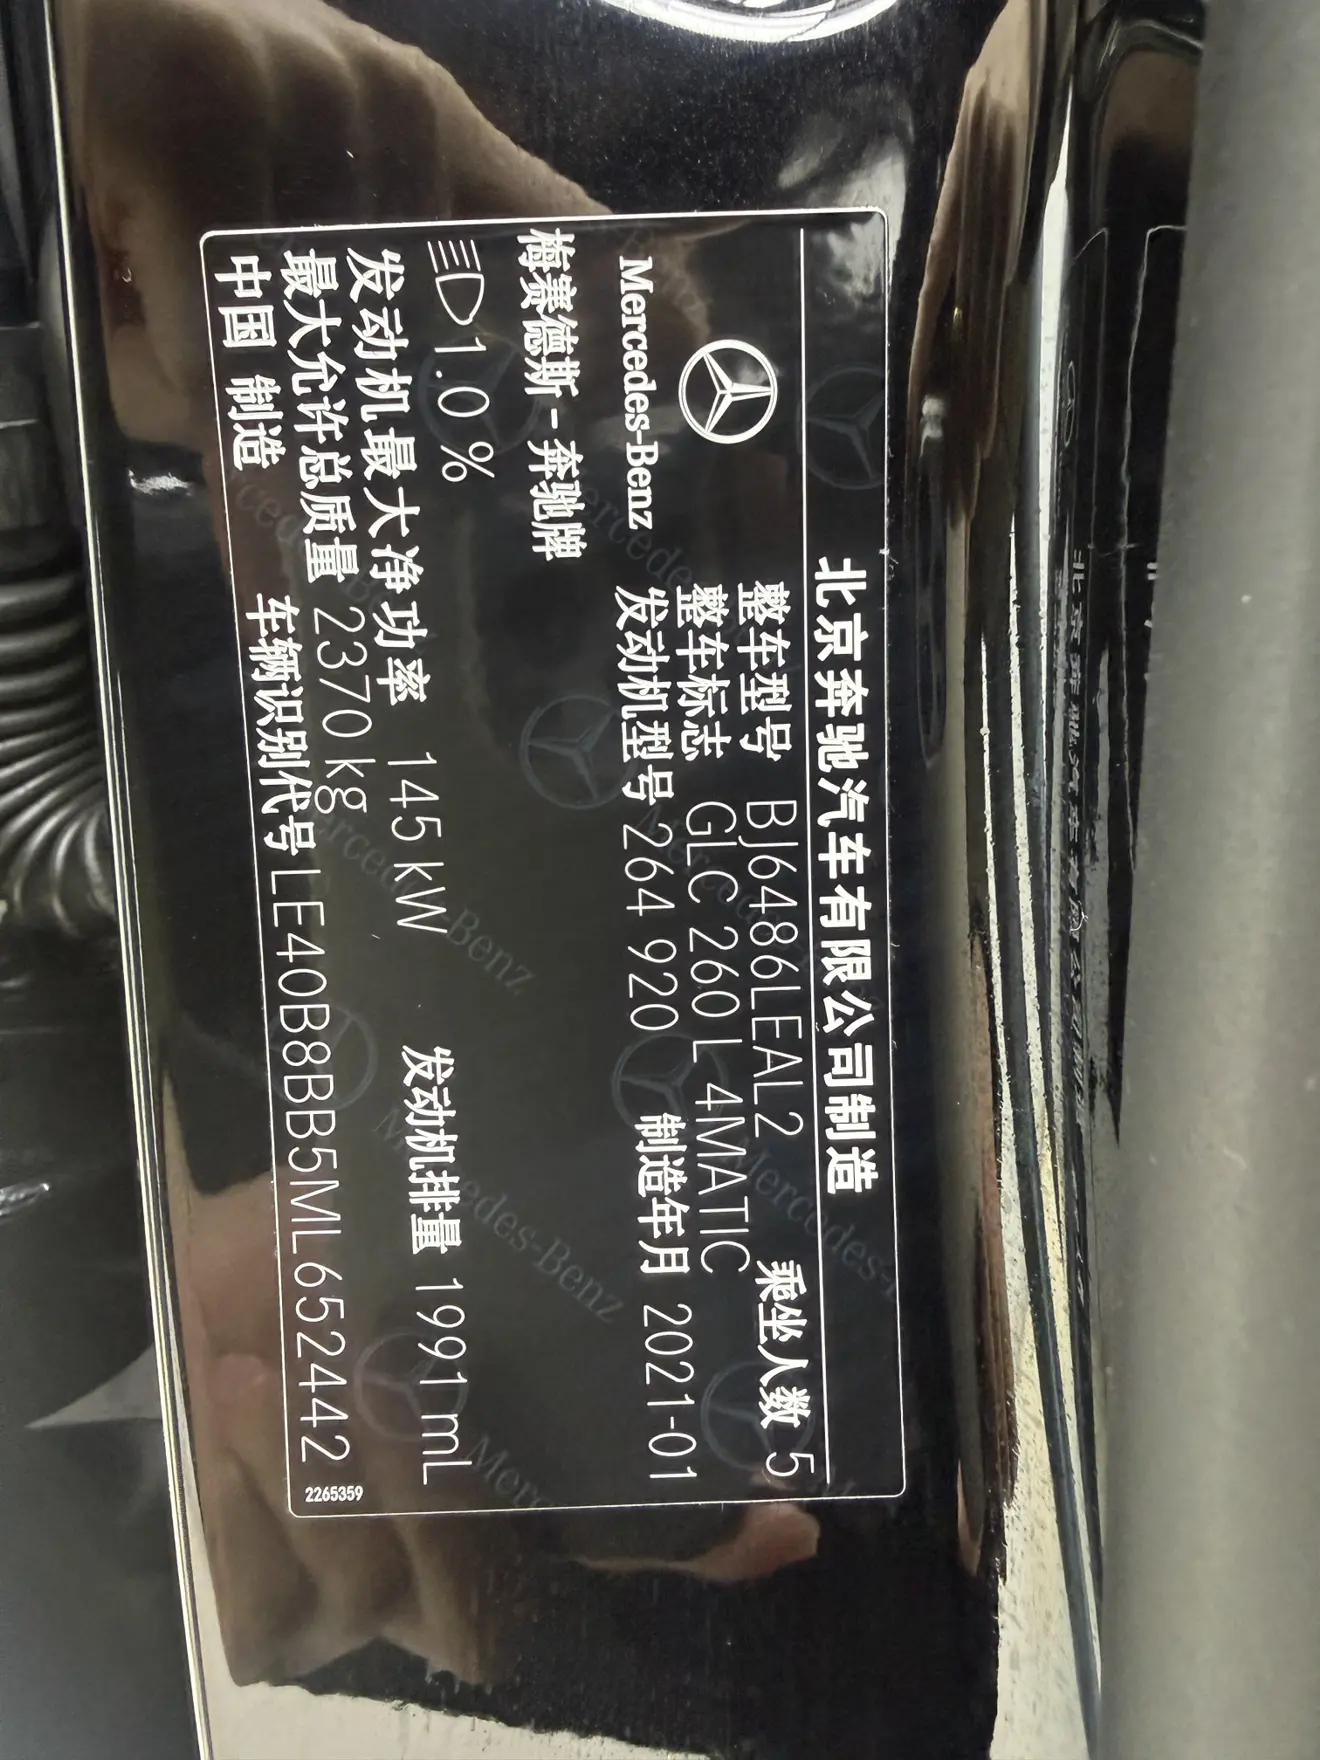 北京奔驰汽车有限公司制造
整车型号 BJ6486LEAL2 乘坐人数 5
整车标志 GLC 260 L 4MATIC
Mercedes-Benz 发动机型号 264 920 制造年月 2021-01
梅赛德斯-奔驰牌
1.0%
发动机最大净功率 145 kW 发动机排量 1991 mL
最大允许总质量 2370 kg
中国 制造 车辆识别代号 LE40B8BB5ML652442
2265359